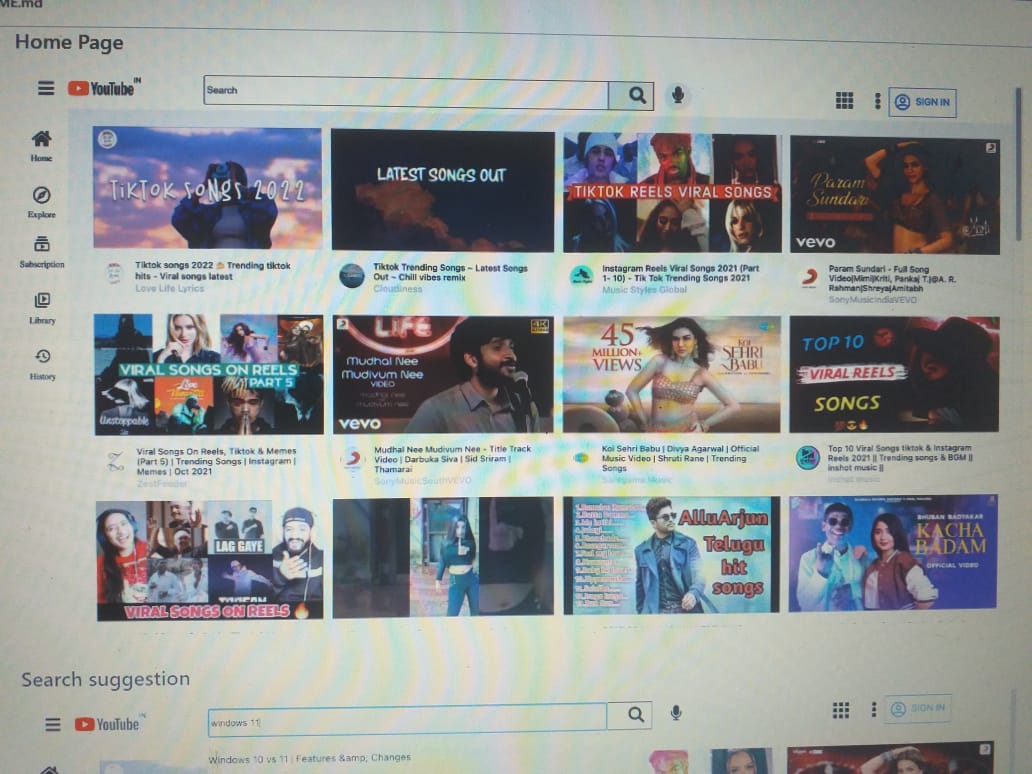 ME.md
Home Page
YouTube IN
Search
SIGN IN
Home
Explore
Subscription
Library
History
TIKTOK SONGS 2022
LATEST SONGS OUT
TIKTOK REELS VIRAL SONGS
Param
Sundari
vevo
Tiktok songs 2022 Trending tiktok
hits - Viral songs latest
Love Life Lyrics
Tiktok Trending Songs ~ Latest Songs
Out ~ Chill vibes remix
Cloudiness
Instagram Reels Viral Songs 2021 (Part
1- 10) - Tik Tok Trending Songs 2021
Music Styles Global
Param Sundari - Full Song
Video|Mimi|Kriti, Pankaj T.|@A. R.
Rahman|Shreya|Amitabh
SonyMusicIndiaVEVO
VIRAL SONGS ON REELS
PART 5
Love
Unstoppable
LIFE
4K
Mudhal Nee
Mudivum Nee
VIDEO
vevo
45
MILLION+
VIEWS
KOI
SEHRI
BABU
TOP 10
VIRAL REELS
SONGS
Viral Songs On Reels, Tiktok & Memes
(Part 5) | Trending Songs | Instagram |
Memes | Oct 2021
ZestFeeder
Mudhal Nee Mudivum Nee - Title Track
Video | Darbuka Siva | Sid Sriram |
Thamarai
SonyMusicSouthVEVO
Koi Sehri Babu | Divya Agarwal | Official
Music Video | Shruti Rane | Trending
Songs
Saregama Music
Top 10 Viral Songs tiktok & Instagram
Reels 2021 || Trending songs & BGM ||
inshot music ||
inshot music
LAG GAYE
VIRAL SONGS ON REELS
AlluArjun
Telugu
hit
songs
BHUBAN BADYAKAR
KACHA
BADAM
OFFICIAL VIDEO
Search suggestion
YouTube IN
windows 11
SIGN IN
Windows 10 vs 11 | Features &amp; Changes